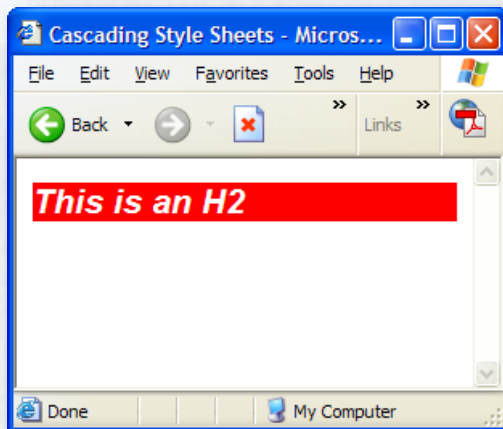 Cascading Style Sheets - Micros...
File Edit View Favorites Tools Help
Back » Links »
This is an H2
Done My Computer